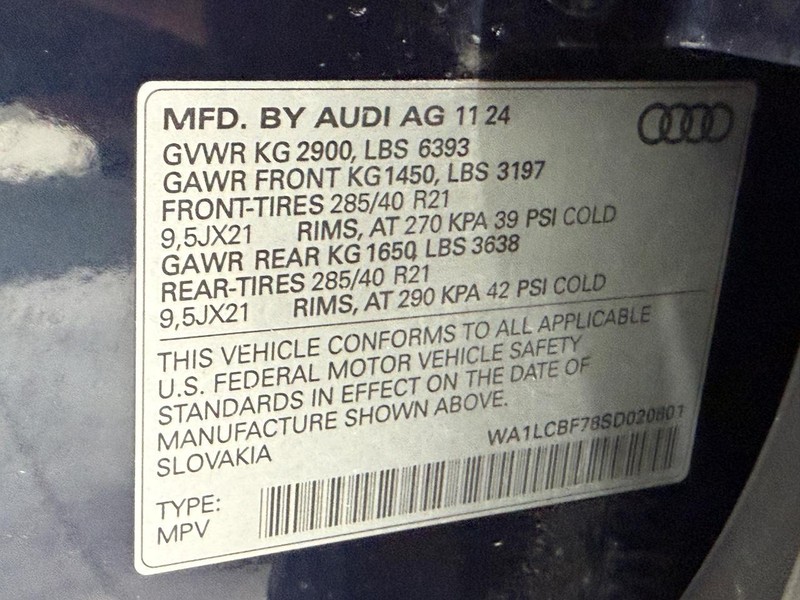 MFD. BY AUDI AG 11 24
GVWR KG 2900, LBS 6393
GAWR FRONT KG1450, LBS 3197
FRONT-TIRES 285/40 R21
9,5JX21 RIMS, AT 270 KPA 39 PSI COLD
GAWR REAR KG1650, LBS 3638
REAR-TIRES 285/40 R21
9,5JX21 RIMS, AT 290 KPA 42 PSI COLD
THIS VEHICLE CONFORMS TO ALL APPLICABLE
U.S. FEDERAL MOTOR VEHICLE SAFETY
STANDARDS IN EFFECT ON THE DATE OF
MANUFACTURE SHOWN ABOVE.
SLOVAKIA WA1LCBF78SD020801
TYPE:
MPV